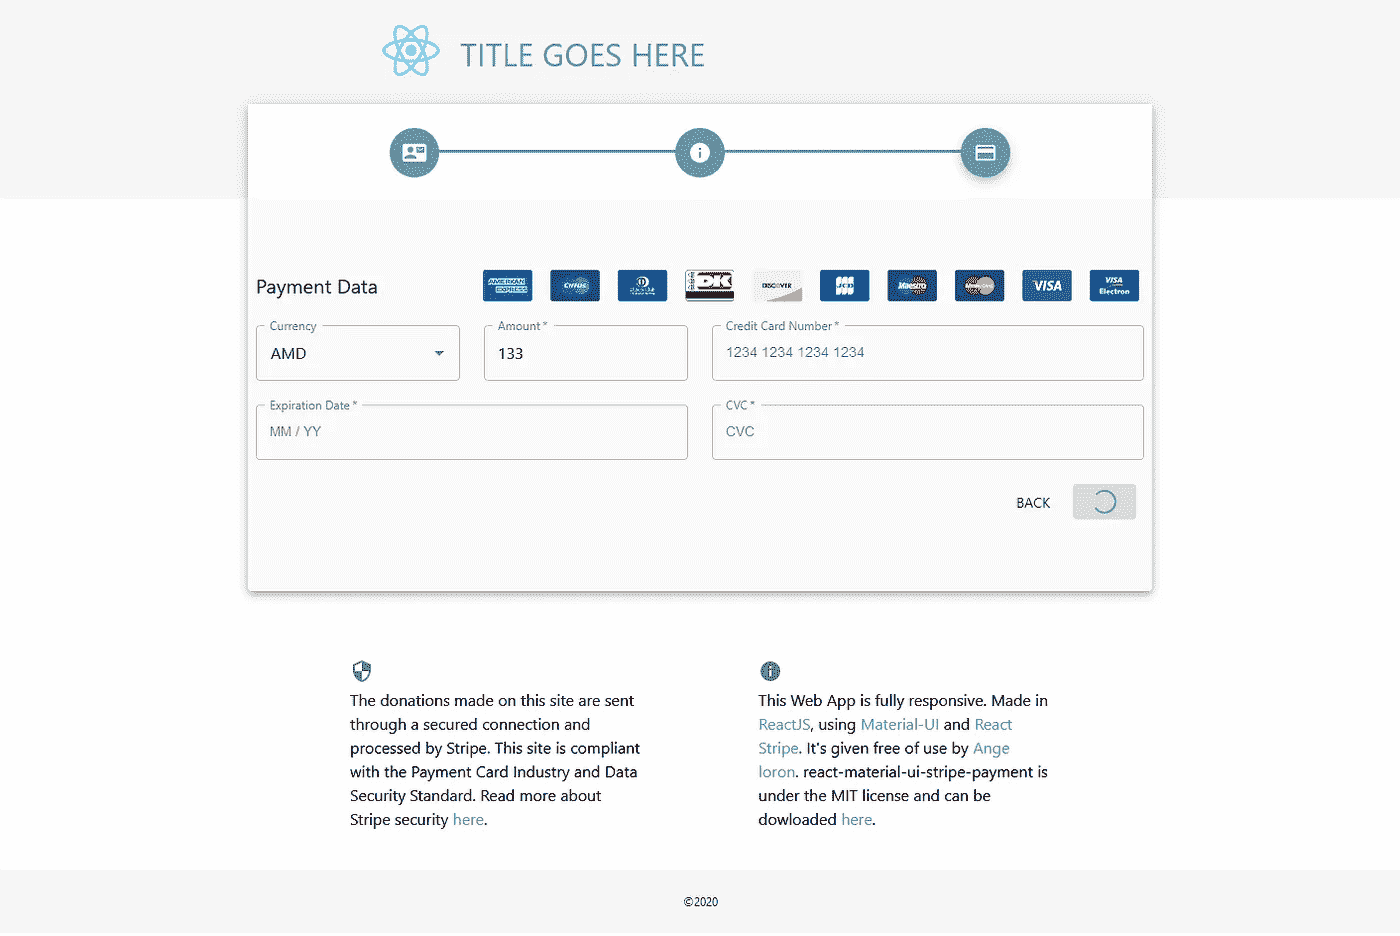 TITLE GOES HERE
Payment Data
AMERICAN EXPRESS
Cirrus
DK
DISCOVER
JCB
Maestro
MasterCard
VISA
VISA Electron
Currency
Amount *
Credit Card Number *
AMD
133
1234 1234 1234 1234
Expiration Date *
CVC *
MM / YY
CVC
BACK
The donations made on this site are sent
through a secured connection and
processed by Stripe. This site is compliant
with the Payment Card Industry and Data
Security Standard. Read more about
Stripe security here.
This Web App is fully responsive. Made in
ReactJS, using Material-UI and React
Stripe. It's given free of use by Ange
loron. react-material-ui-stripe-payment is
under the MIT license and can be
dowloaded here.
©2020